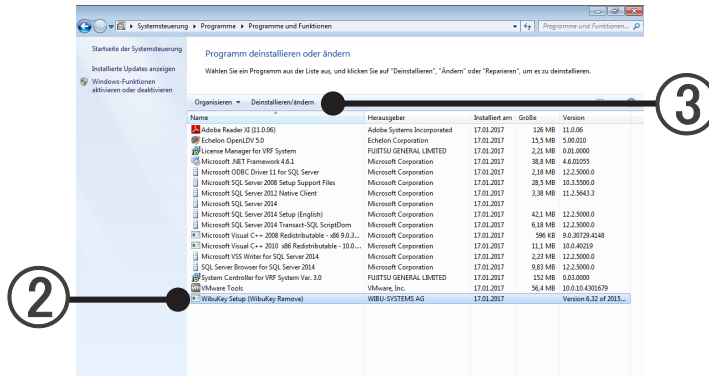 Systemsteuerung ▸ Programme ▸ Programme und Funktionen
Programme und Funktionen...
Startseite der Systemsteuerung
Installierte Updates anzeigen
Windows-Funktionen
aktivieren oder deaktivieren
Programm deinstallieren oder ändern
Wählen Sie ein Programm aus der Liste aus, und klicken Sie auf "Deinstallieren", "Ändern" oder "Reparieren", um es zu deinstallieren.
Organisieren Deinstallieren/ändern
3
Name Herausgeber Installiert am Größe Version
Adobe Reader XI (11.0.06) Adobe Systems Incorporated 17.01.2017 126 MB 11.0.06
Echelon OpenLDV 5.0 Echelon Corporation 17.01.2017 15,5 MB 5.00.010
License Manager for VRF System FUJITSU GENERAL LIMITED 17.01.2017 2,21 MB 0.01.0000
Microsoft .NET Framework 4.6.1 Microsoft Corporation 17.01.2017 38,8 MB 4.6.01055
Microsoft ODBC Driver 11 for SQL Server Microsoft Corporation 17.01.2017 2,18 MB 12.2.5000.0
Microsoft SQL Server 2008 Setup Support Files Microsoft Corporation 17.01.2017 28,5 MB 10.3.5500.0
Microsoft SQL Server 2012 Native Client Microsoft Corporation 17.01.2017 3,38 MB 11.2.5643.3
Microsoft SQL Server 2014 Microsoft Corporation 17.01.2017
Microsoft SQL Server 2014 Setup (English) Microsoft Corporation 17.01.2017 42,1 MB 12.2.5000.0
Microsoft SQL Server 2014 Transact-SQL ScriptDom Microsoft Corporation 17.01.2017 6,18 MB 12.2.5000.0
Microsoft Visual C++ 2008 Redistributable - x86 9.0.3... Microsoft Corporation 17.01.2017 596 KB 9.0.30729.4148
Microsoft Visual C++ 2010 x86 Redistributable - 10.0.... Microsoft Corporation 17.01.2017 11,1 MB 10.0.40219
Microsoft VSS Writer for SQL Server 2014 Microsoft Corporation 17.01.2017 2,23 MB 12.2.5000.0
SQL Server Browser for SQL Server 2014 Microsoft Corporation 17.01.2017 9,83 MB 12.2.5000.0
System Controller for VRF System Ver. 3.0 FUJITSU GENERAL LIMITED 17.01.2017 152 MB 0.03.0000
VMware Tools VMware, Inc. 17.01.2017 56,4 MB 10.0.10.4301679
2
WibuKey Setup (WibuKey Remove) WIBU-SYSTEMS AG 17.01.2017 Version 6.32 of 2015...